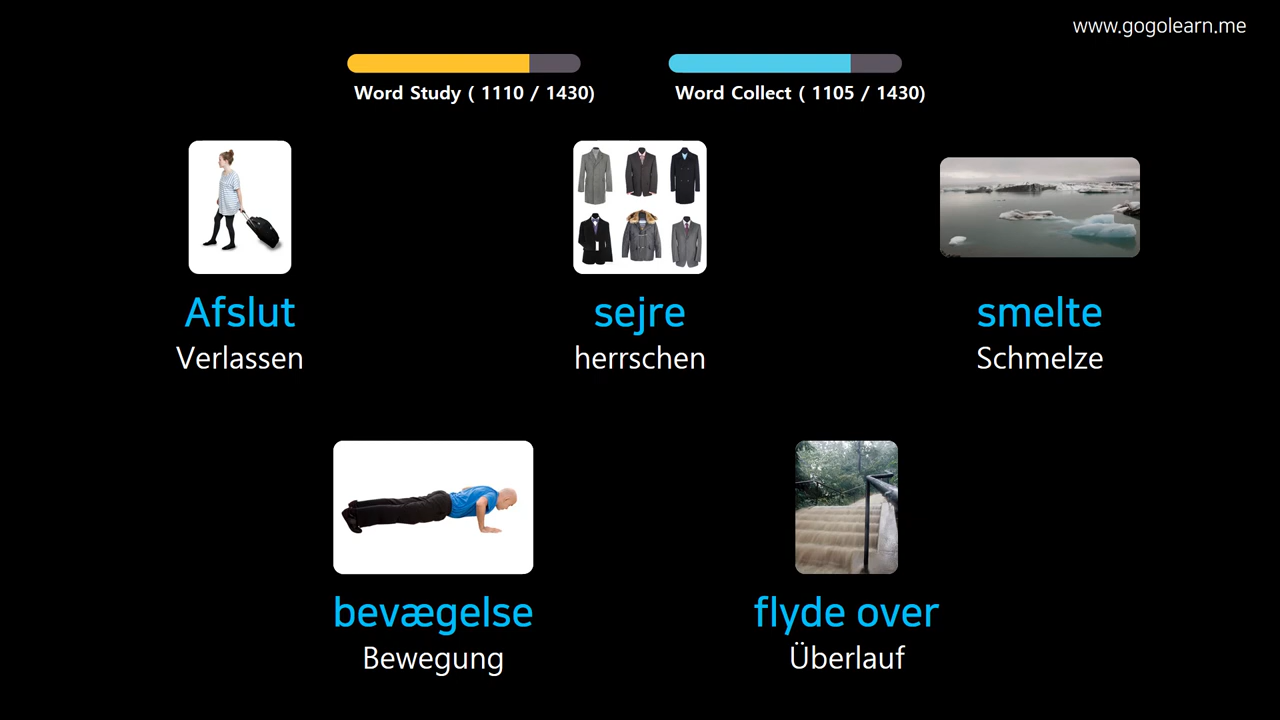 www.gogolearn.me
Word Study ( 1110 / 1430)
Word Collect ( 1105 / 1430)
Afslut
Verlassen
sejre
herrschen
smelte
Schmelze
bevægelse
Bewegung
flyde over
Überlauf